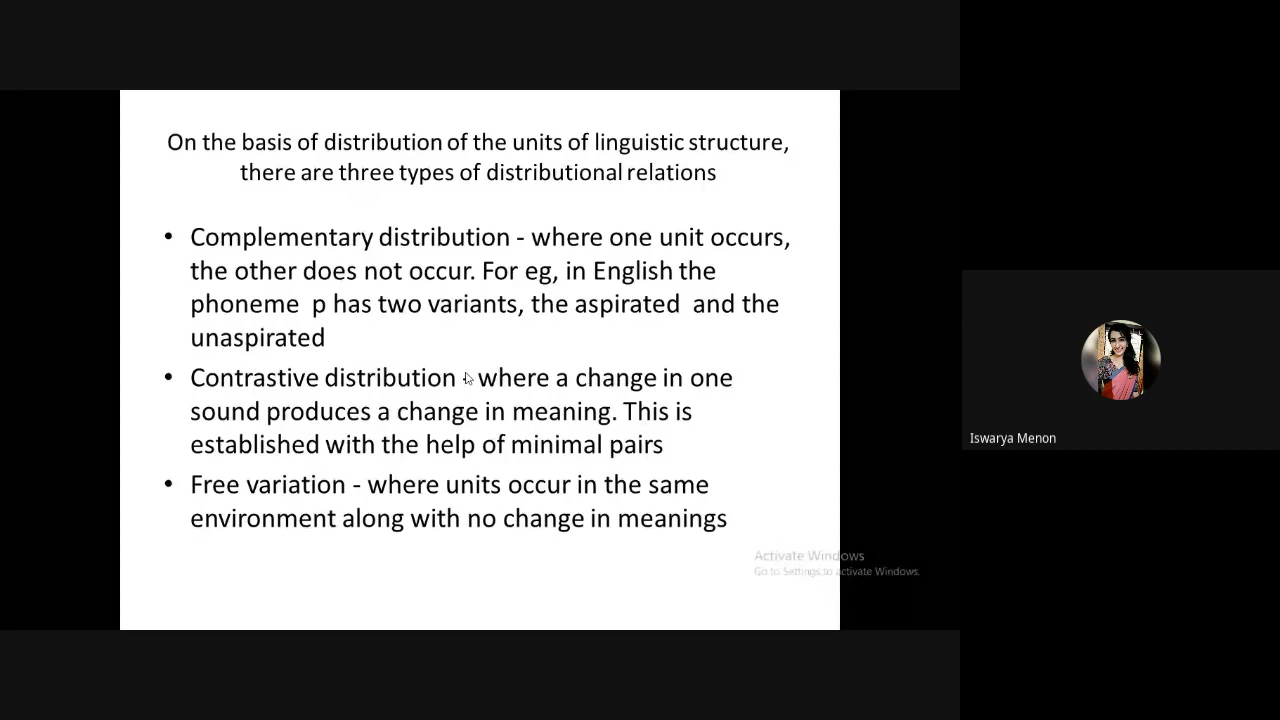 On the basis of distribution of the units of linguistic structure,
there are three types of distributional relations
• Complementary distribution - where one unit occurs,
the other does not occur. For eg, in English the
phoneme p has two variants, the aspirated and the
unaspirated
• Contrastive distribution - where a change in one
sound produces a change in meaning. This is
established with the help of minimal pairs
• Free variation - where units occur in the same
environment along with no change in meanings
Activate Windows
Go to Settings to activate Windows.
Iswarya Menon